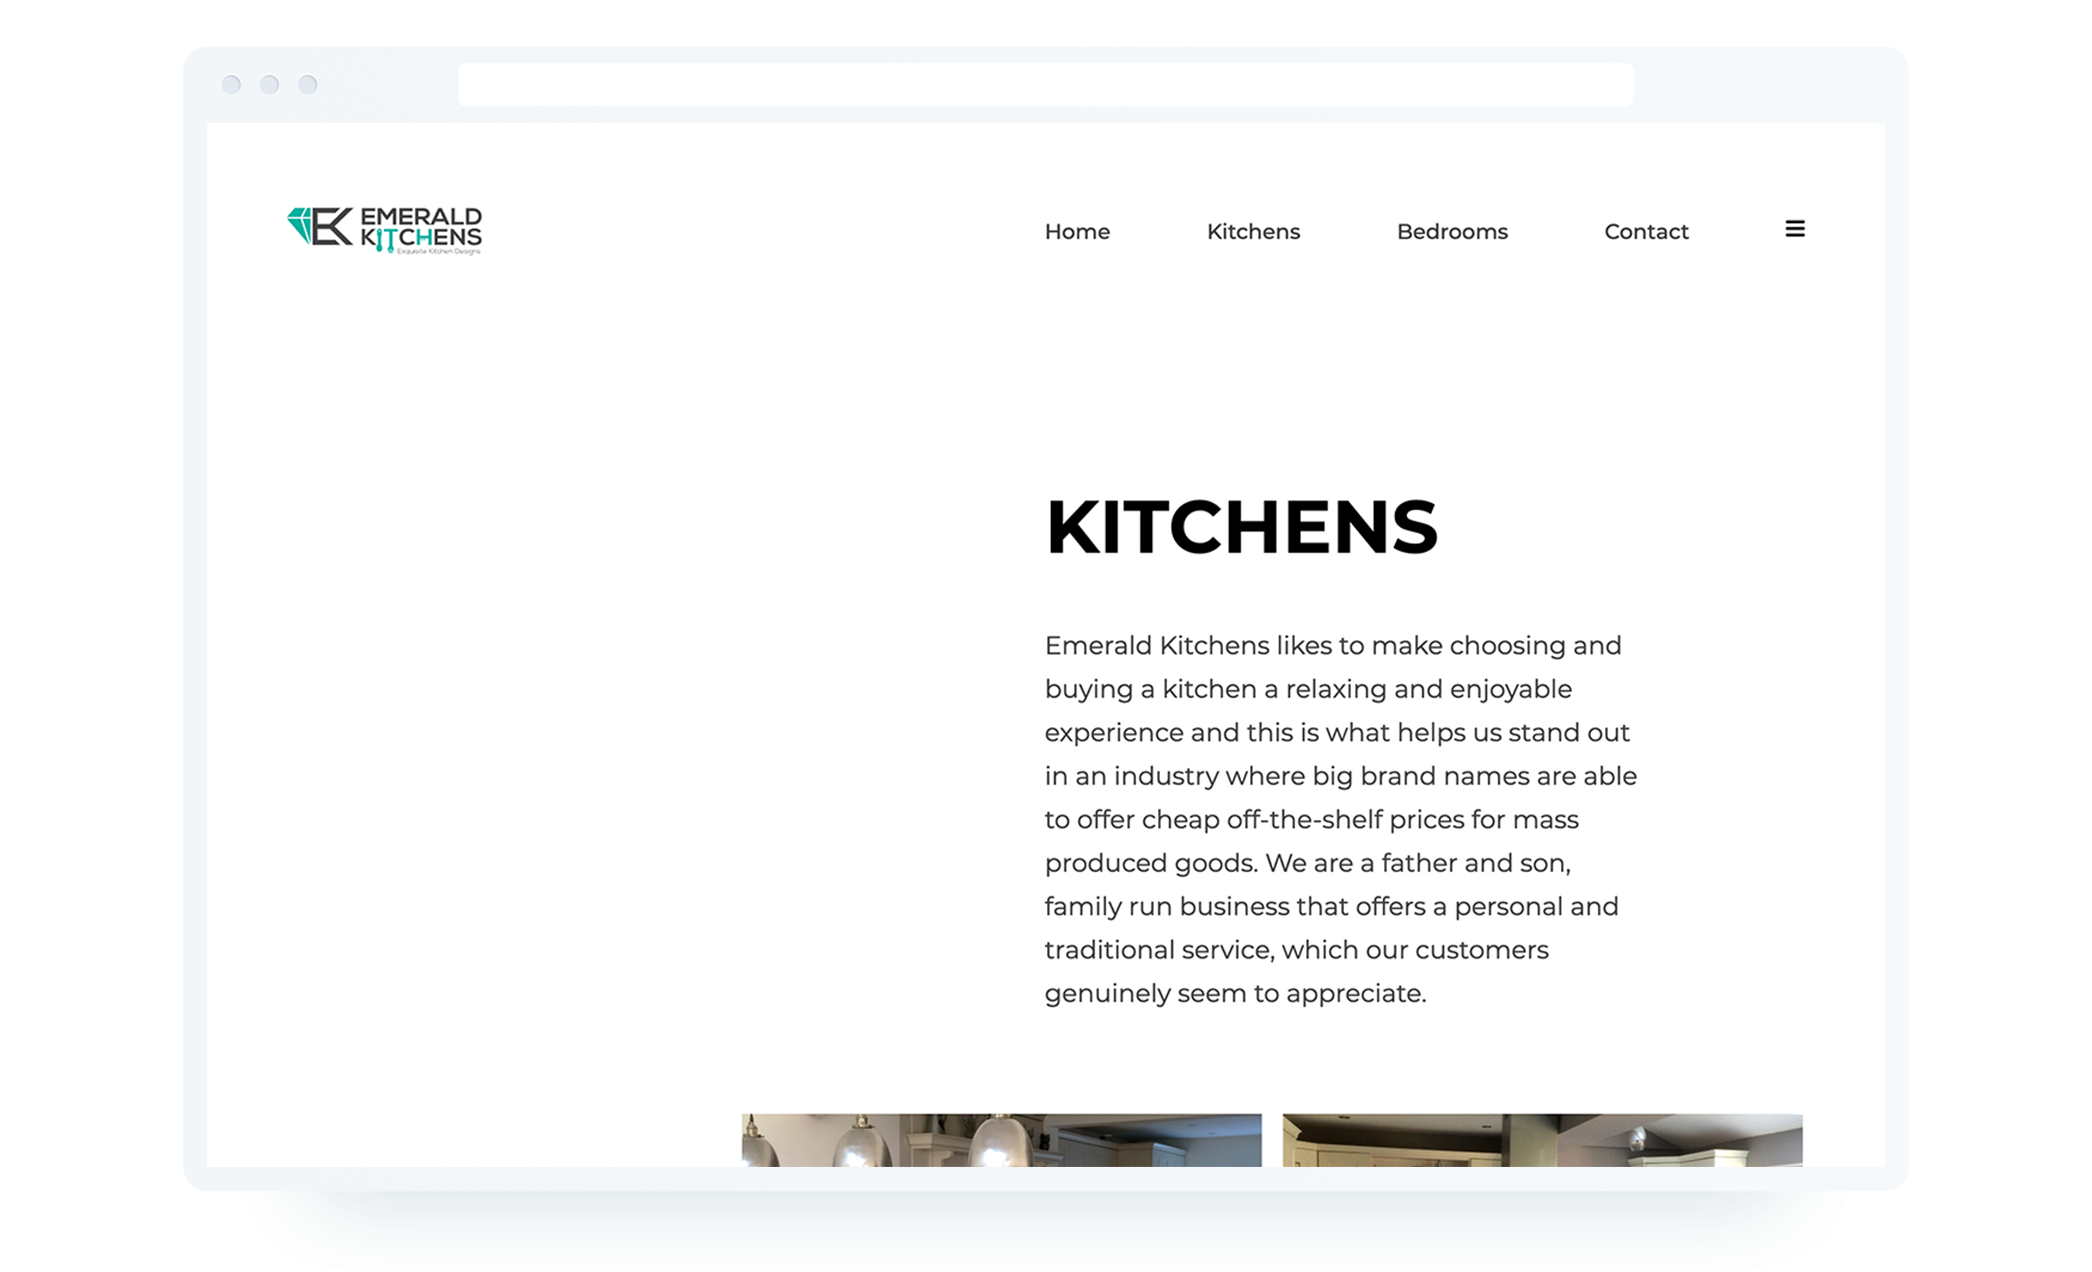 EK EMERALD
KITCHENS
Exquisite Kitchen Designs
Home Kitchens Bedrooms Contact
KITCHENS
Emerald Kitchens likes to make choosing and
buying a kitchen a relaxing and enjoyable
experience and this is what helps us stand out
in an industry where big brand names are able
to offer cheap off-the-shelf prices for mass
produced goods. We are a father and son,
family run business that offers a personal and
traditional service, which our customers
genuinely seem to appreciate.